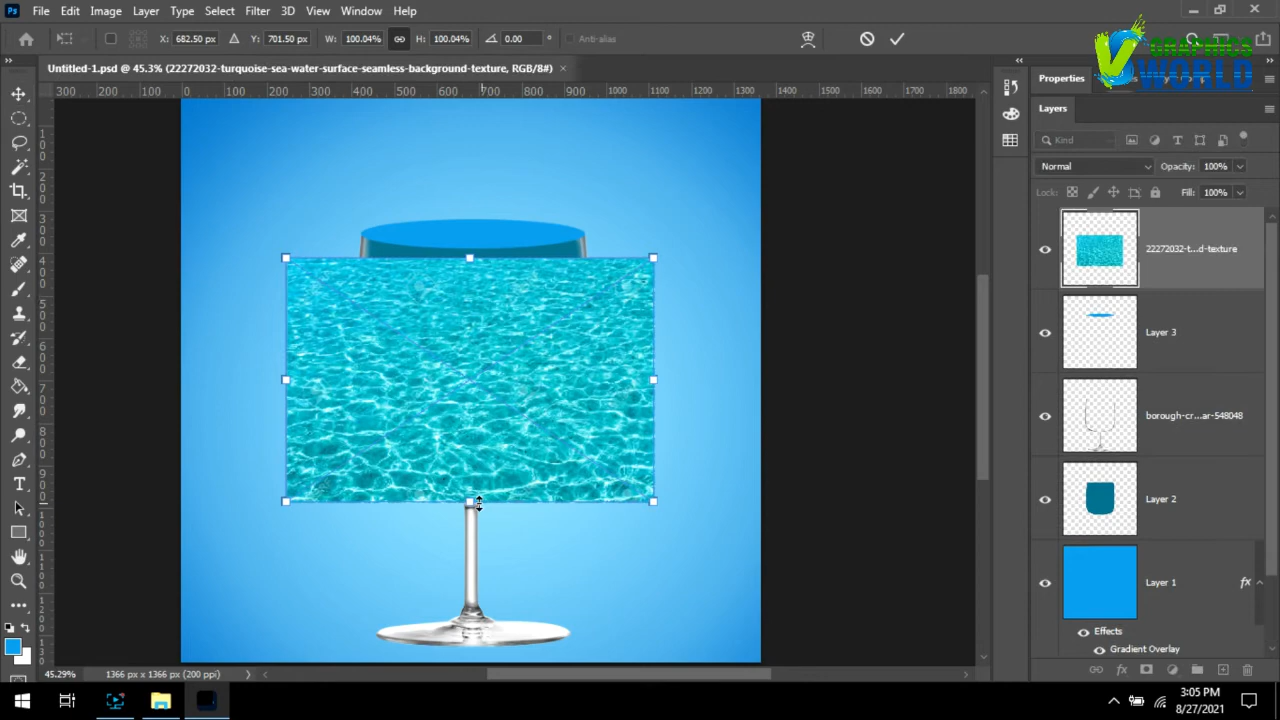 Ps File Edit Image Layer Type Select Filter 3D View Window Help
X: 682.50 px Y: 701.50 px W: 100.04% H: 100.04% 0.00 ° Anti-alias
GRAPHICS
WORLD
Untitled-1.psd @ 45.3% (22272032-turquoise-sea-water-surface-seamless-background-texture, RGB/8#) ×
Properties
300 200 100 0 100 200 300 400 500 600 700 800 900 1000 1100 1200 1300 1400 1500 1600 1700 1800
Layers
Kind
Normal Opacity: 100%
Lock: Fill: 100%
22272032-t...d-texture
Layer 3
borough-cr...ar-548048
Layer 2
Layer 1 fx
Effects
Gradient Overlay
45.29% 1366 px x 1366 px (200 ppi)
3:05 PM
8/27/2021